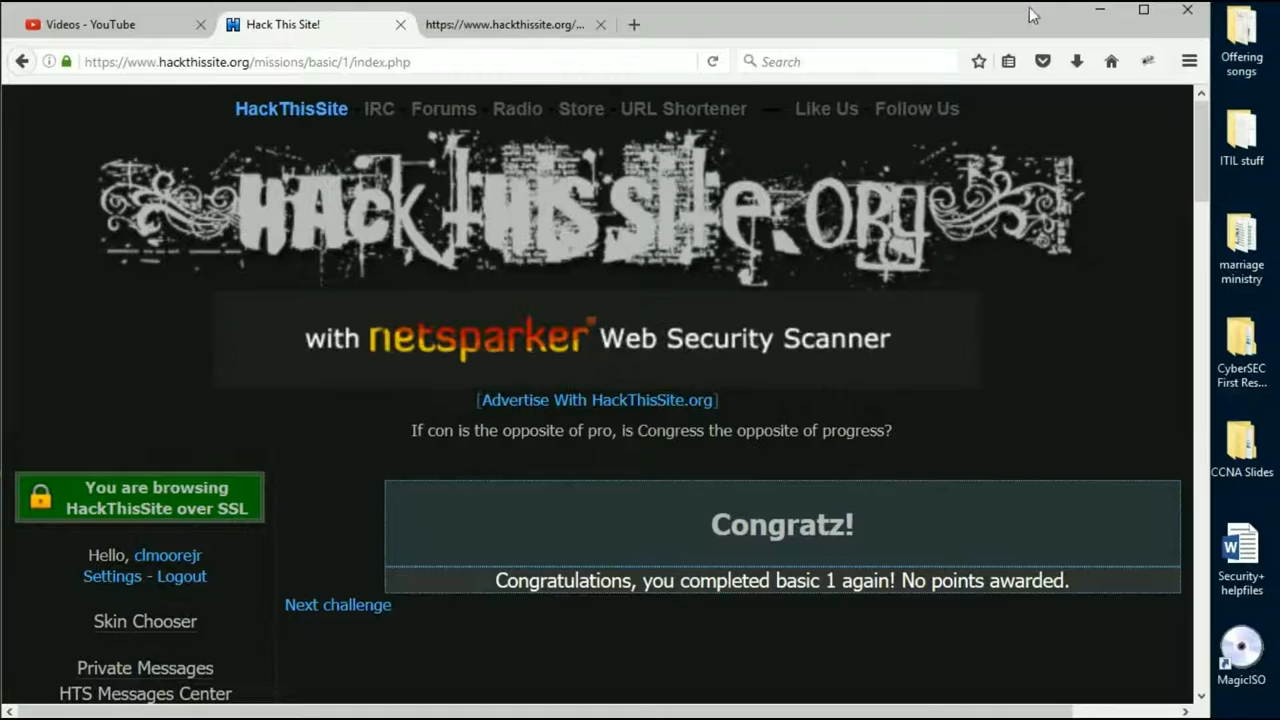 Videos - YouTube
Hack This Site!
https://www.hackthissite.org/...
https://www.hackthissite.org/missions/basic/1/index.php
Search
HackThisSite - IRC - Forums - Radio - Store - URL Shortener — Like Us - Follow Us
HackThisSite.org
with netsparker Web Security Scanner
[Advertise With HackThisSite.org]
If con is the opposite of pro, is Congress the opposite of progress?
You are browsing
HackThisSite over SSL
Hello, clmoorejr
Settings - Logout
Skin Chooser
Private Messages
HTS Messages Center
Congratz!
Congratulations, you completed basic 1 again! No points awarded.
Next challenge
Offering
songs
ITIL stuff
marriage
ministry
CyberSEC
First Res...
CCNA Slides
Security+
helpfiles
MagicISO